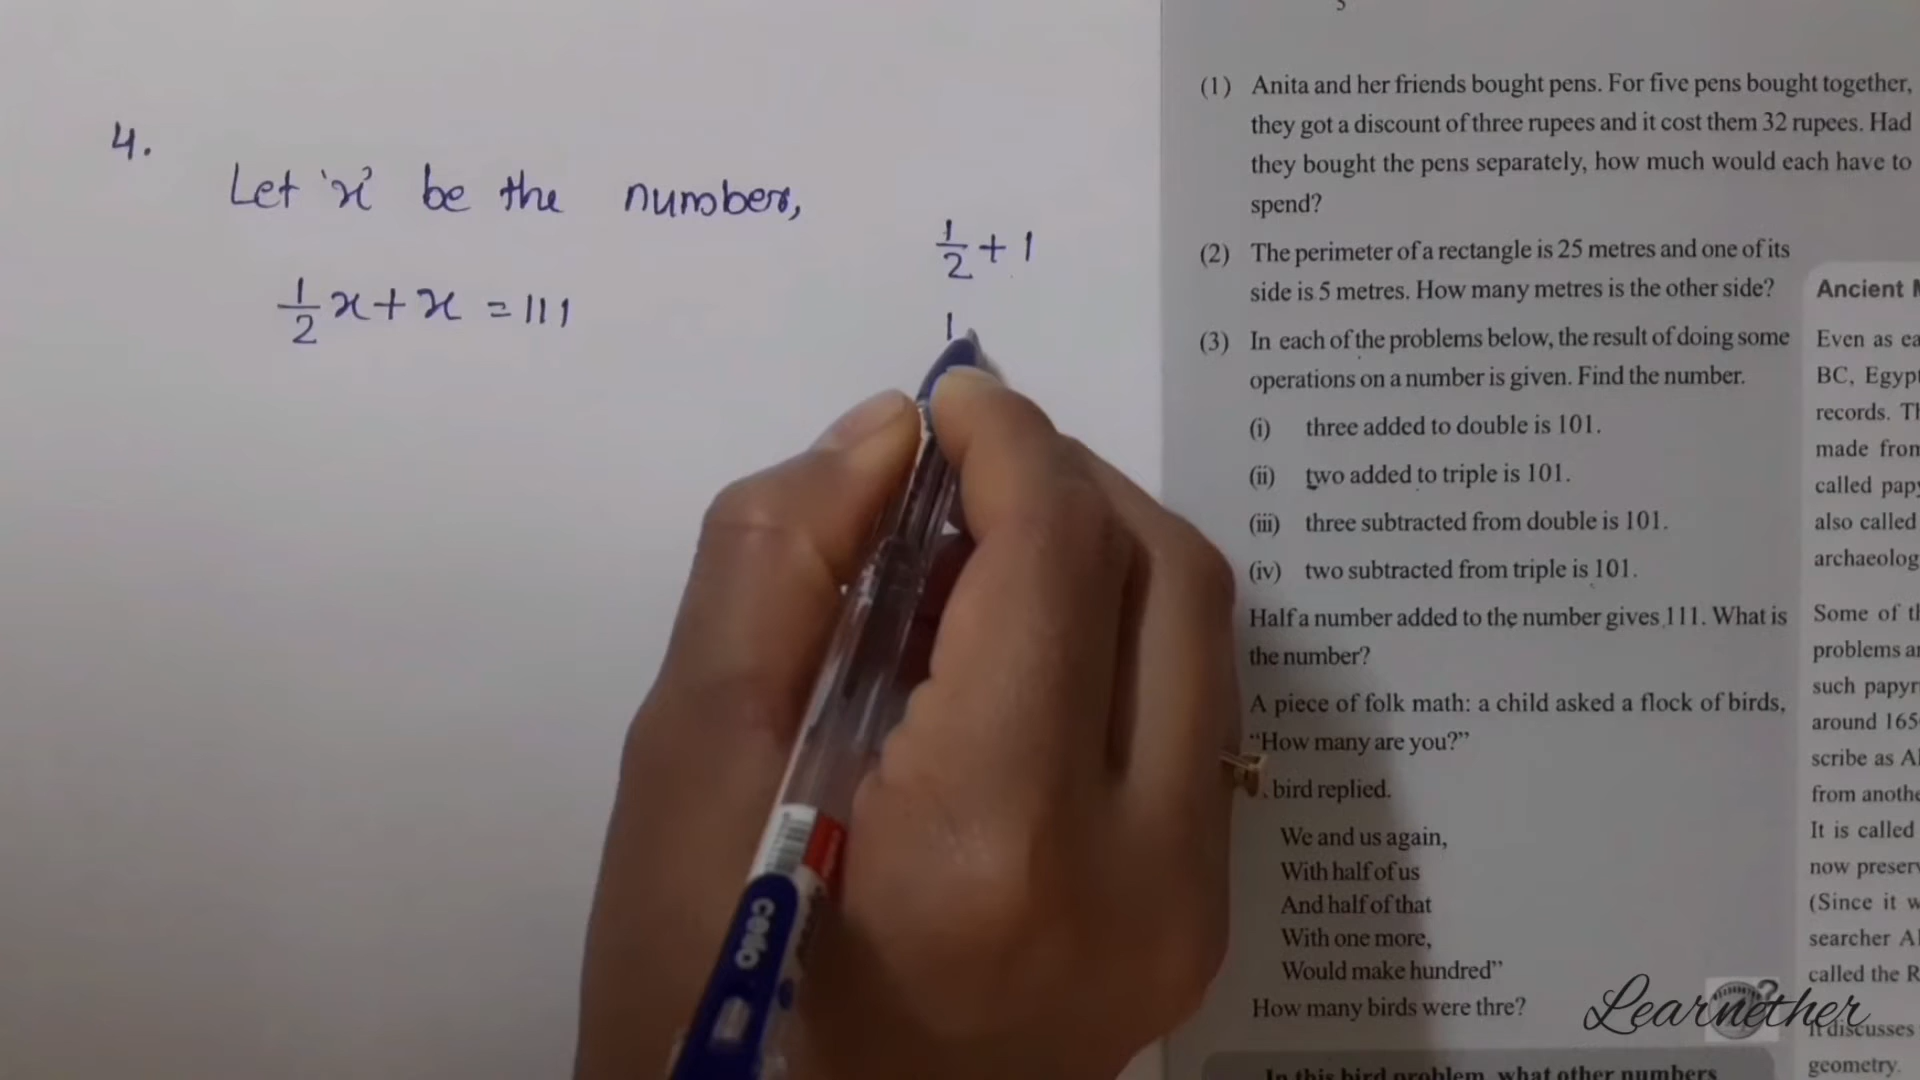 4.
Let 'x' be the number,
1/2 x + x = 111
1/2 + 1
1
(1) Anita and her friends bought pens. For five pens bought together,
they got a discount of three rupees and it cost them 32 rupees. Had
they bought the pens separately, how much would each have to
spend?
(2) The perimeter of a rectangle is 25 metres and one of its
side is 5 metres. How many metres is the other side?
(3) In each of the problems below, the result of doing some
operations on a number is given. Find the number.
(i) three added to double is 101.
(ii) two added to triple is 101.
(iii) three subtracted from double is 101.
(iv) two subtracted from triple is 101.
Half a number added to the number gives 111. What is
the number?
A piece of folk math: a child asked a flock of birds,
“How many are you?”
bird replied.
We and us again,
With half of us
And half of that
With one more,
Would make hundred”
How many birds were thre?
In this bird problem, what other numbers
Ancient
Even as
BC,
records.
made from
called
also called
Some of
problems
such
around
scribe as
from
It is called
now
(Since it
searcher
called the
It discusses
geometry.
cello
Learnether